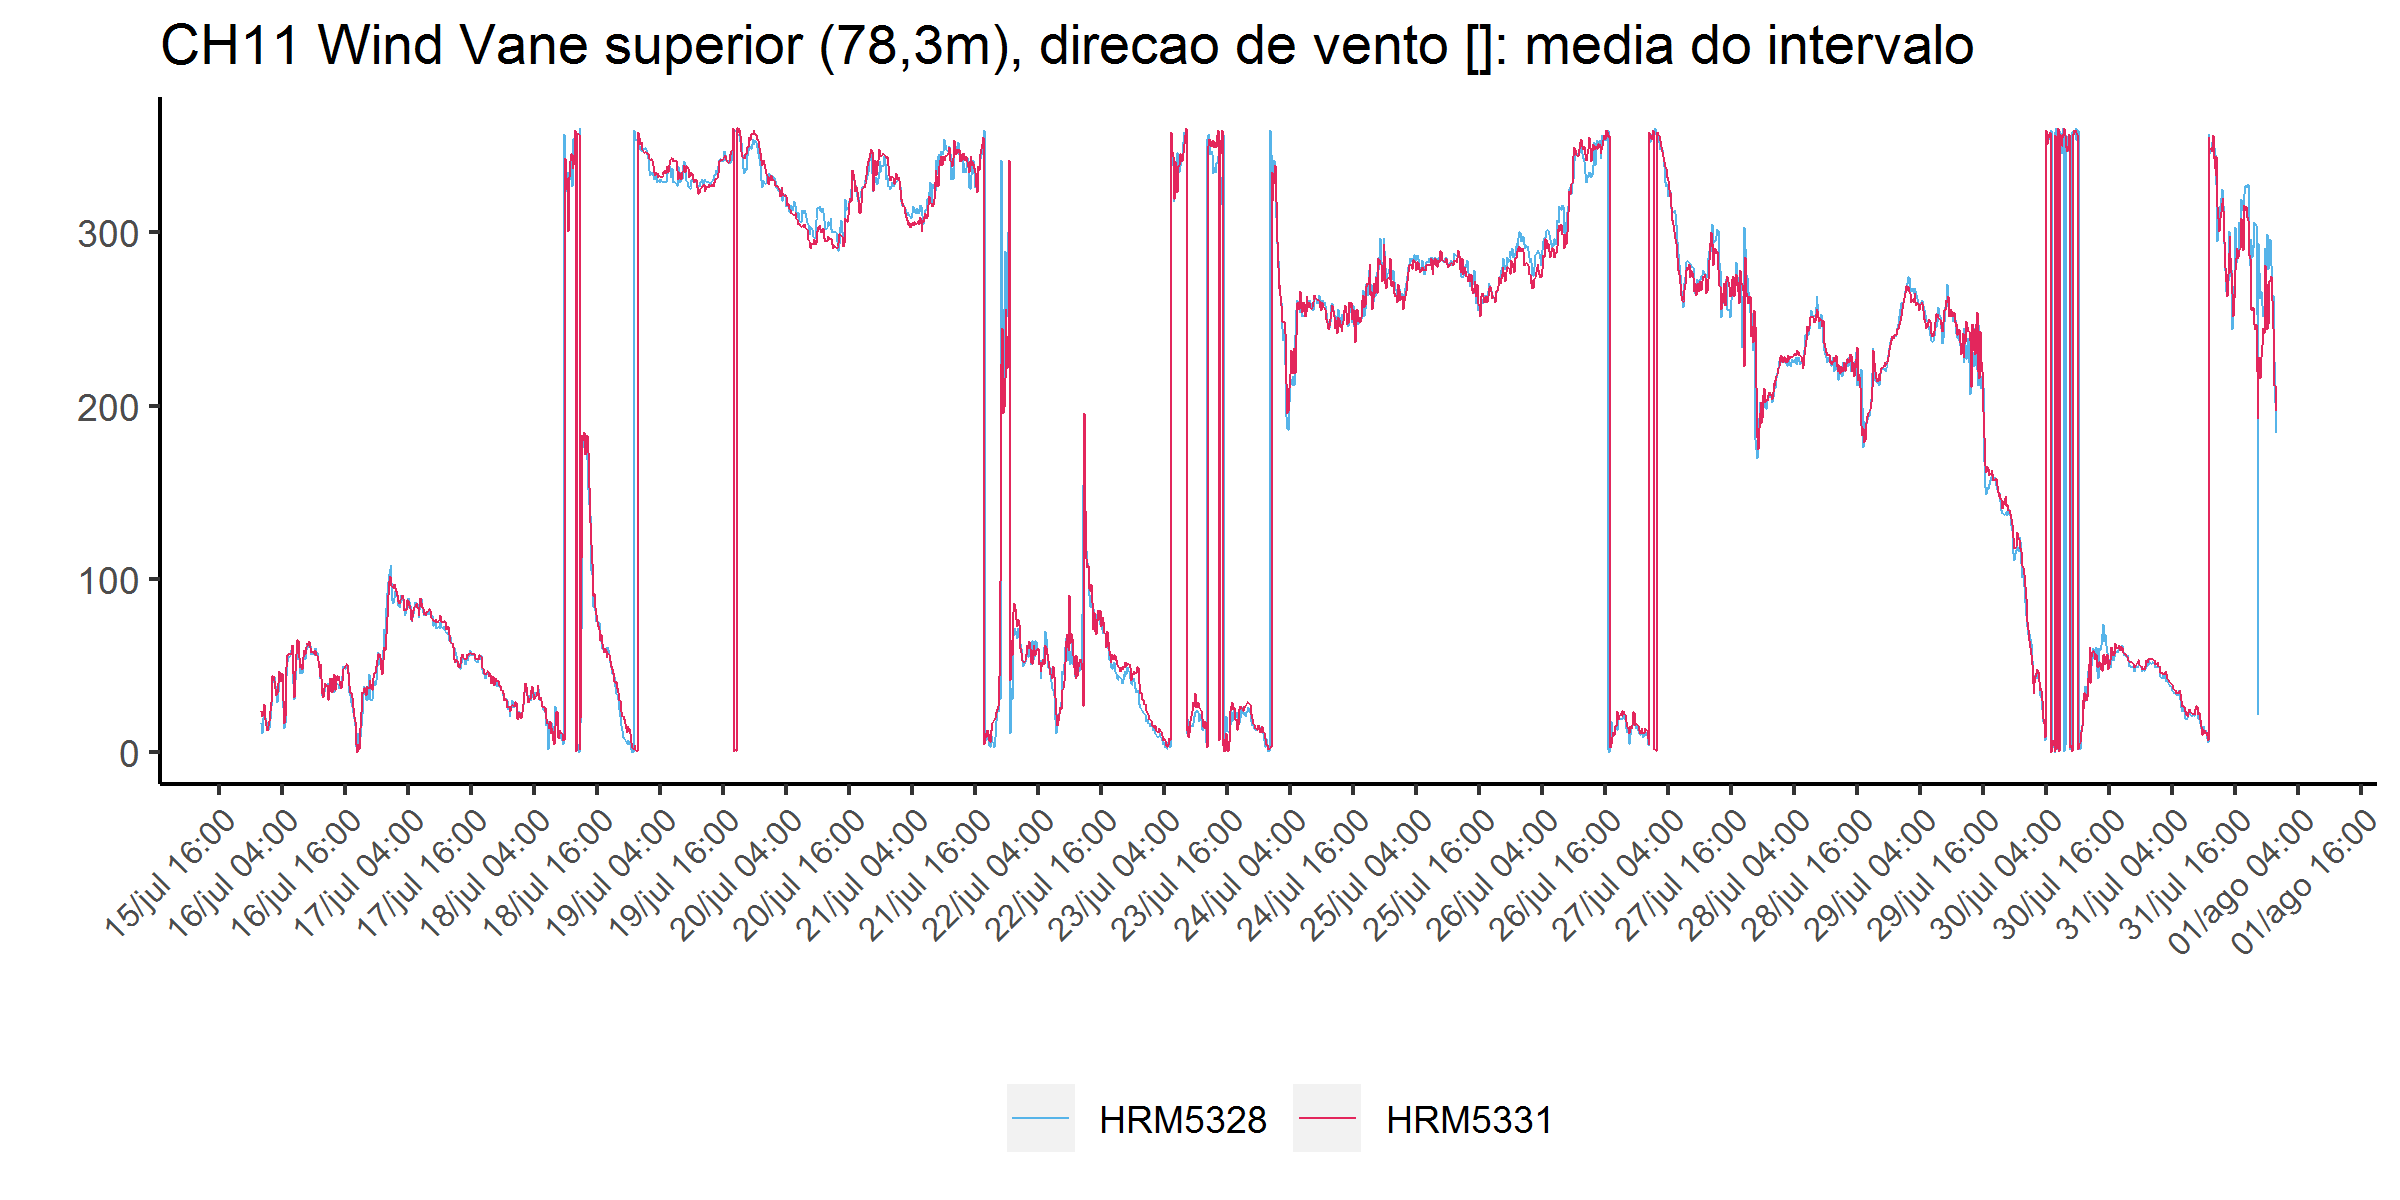 CH11 Wind Vane superior (78,3m), direcao de vento []: media do intervalo
300
200
100
0
15/jul 16:00
16/jul 04:00
16/jul 16:00
17/jul 04:00
17/jul 16:00
18/jul 04:00
18/jul 16:00
19/jul 04:00
19/jul 16:00
20/jul 04:00
20/jul 16:00
21/jul 04:00
21/jul 16:00
22/jul 04:00
22/jul 16:00
23/jul 04:00
23/jul 16:00
24/jul 04:00
24/jul 16:00
25/jul 04:00
25/jul 16:00
26/jul 04:00
26/jul 16:00
27/jul 04:00
27/jul 16:00
28/jul 04:00
28/jul 16:00
29/jul 04:00
29/jul 16:00
30/jul 04:00
30/jul 16:00
31/jul 04:00
31/jul 16:00
01/ago 04:00
01/ago 16:00
HRM5328 HRM5331